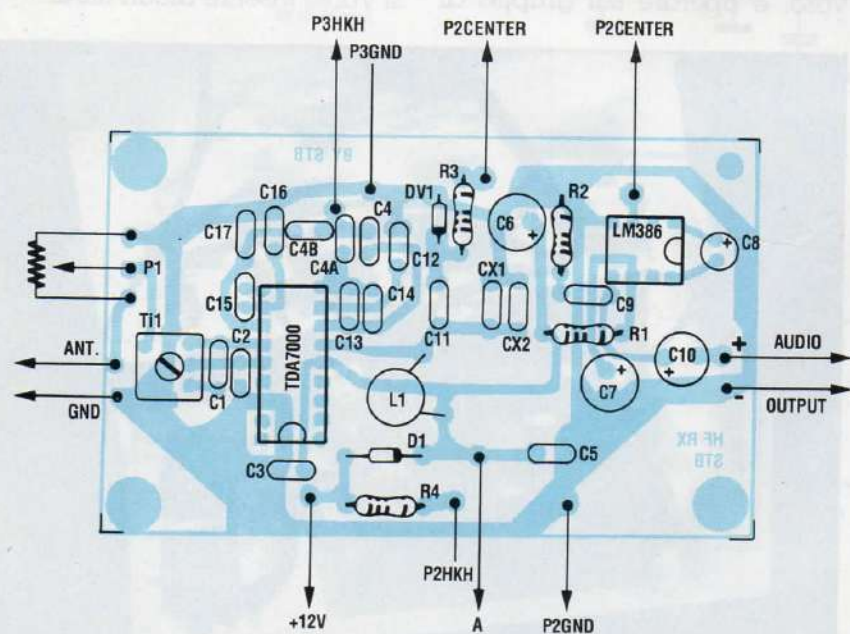 P3HKH
P3GND
P2CENTER
P2CENTER
BY STB
DV1
R3
C6
+
R2
LM386
C8
+
C16
C17
C4B
C4A
C4
C12
P1
C15
C14
C13
C11
CX1
CX2
C9
R1
Ti1
C2
C1
TDA7000
L1
C7
+
C10
+
+
-
AUDIO
OUTPUT
ANT.
GND
C3
D1
R4
C5
HF RX
STB
P2HKH
+12V
A
P2GND